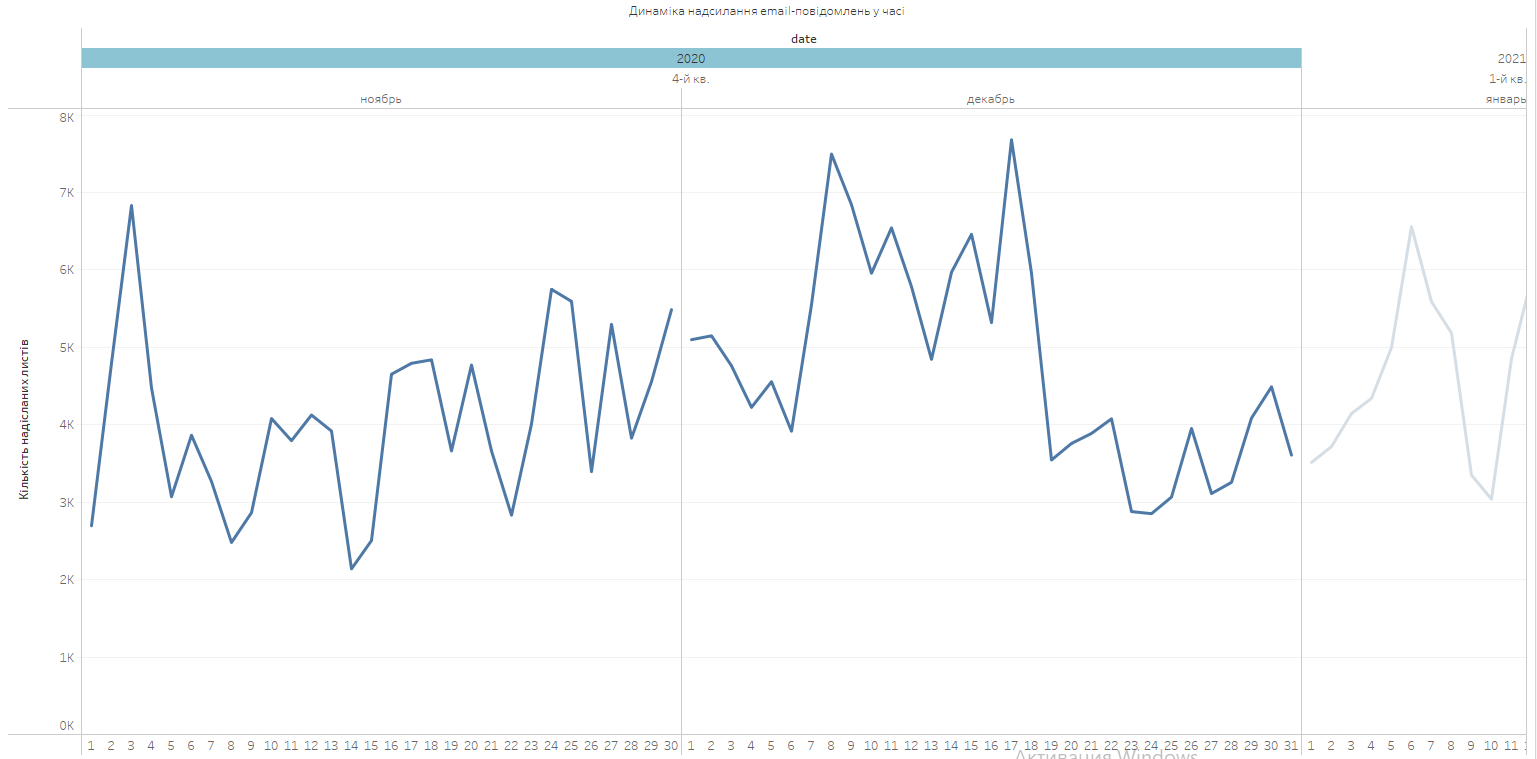 Динаміка надсилання email-повідомлень у часі
date
2020 2021
4-й кв. 1-й кв.
ноябрь декабрь январь
Кількість надісланих листів
8K
7K
6K
5K
4K
3K
2K
1K
0K
1 2 3 4 5 6 7 8 9 10 11 12 13 14 15 16 17 18 19 20 21 22 23 24 25 26 27 28 29 30 1 2 3 4 5 6 7 8 9 10 11 12 13 14 15 16 17 18 19 20 21 22 23 24 25 26 27 28 29 30 31 1 2 3 4 5 6 7 8 9 10 11
Активация Windows